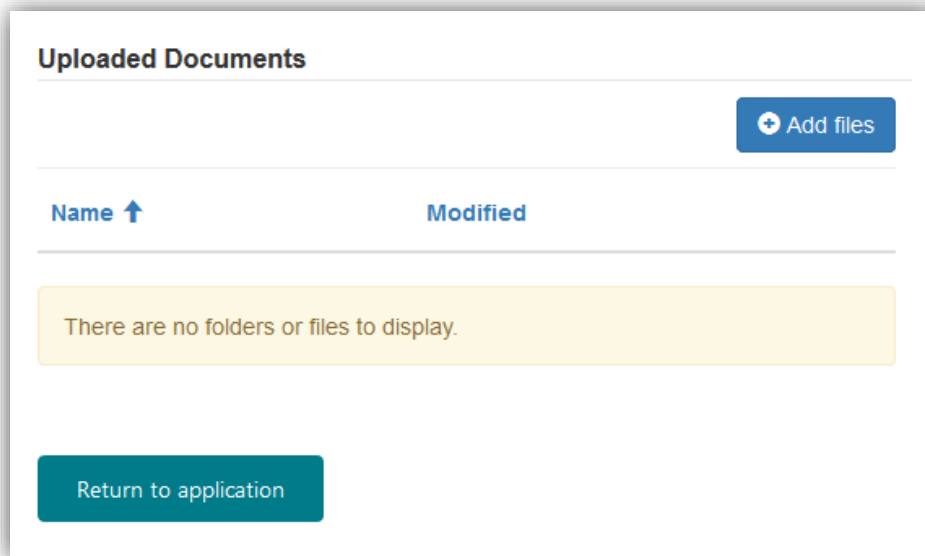 Uploaded Documents
Add files
Name Modified
There are no folders or files to display.
Return to application